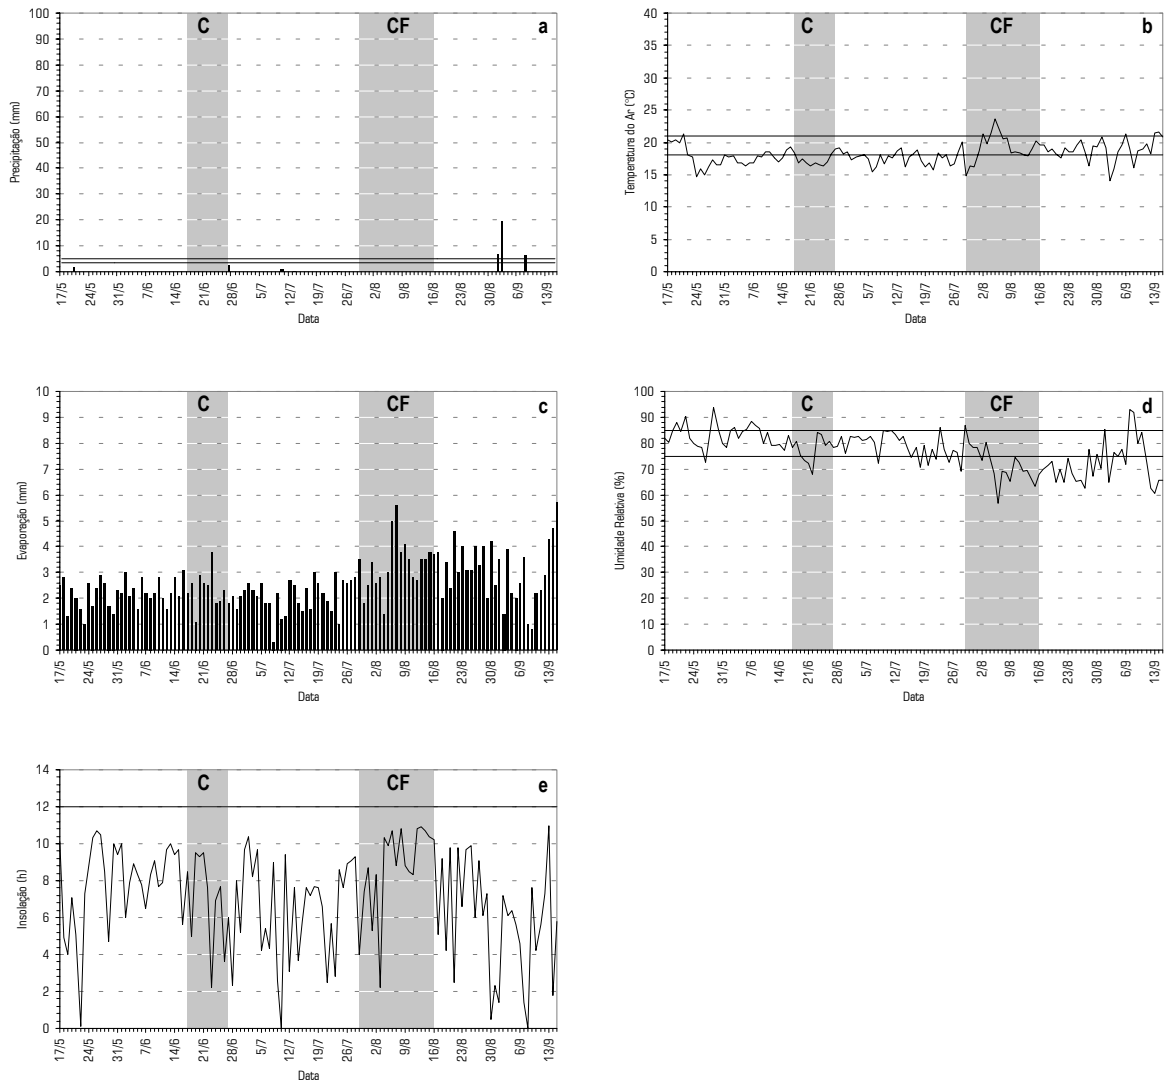 C CF a
Precipitação (mm)
100
90
80
70
60
50
40
30
20
10
0
17/5 24/5 31/5 7/6 14/6 21/6 28/6 5/7 12/7 19/7 26/7 2/8 9/8 16/8 23/8 30/8 6/9 13/9
Data
C CF b
Temperatura do Ar (°C)
40
35
30
25
20
15
10
5
0
17/5 24/5 31/5 7/6 14/6 21/6 28/6 5/7 12/7 19/7 26/7 2/8 9/8 16/8 23/8 30/8 6/9 13/9
Data
C CF c
Evaporação (mm)
10
9
8
7
6
5
4
3
2
1
0
17/5 24/5 31/5 7/6 14/6 21/6 28/6 5/7 12/7 19/7 26/7 2/8 9/8 16/8 23/8 30/8 6/9 13/9
Data
C CF d
Umidade Relativa (%)
100
90
80
70
60
50
40
30
20
10
0
17/5 24/5 31/5 7/6 14/6 21/6 28/6 5/7 12/7 19/7 26/7 2/8 9/8 16/8 23/8 30/8 6/9 13/9
Data
C CF e
Insolação (h)
14
12
10
8
6
4
2
0
17/5 24/5 31/5 7/6 14/6 21/6 28/6 5/7 12/7 19/7 26/7 2/8 9/8 16/8 23/8 30/8 6/9 13/9
Data